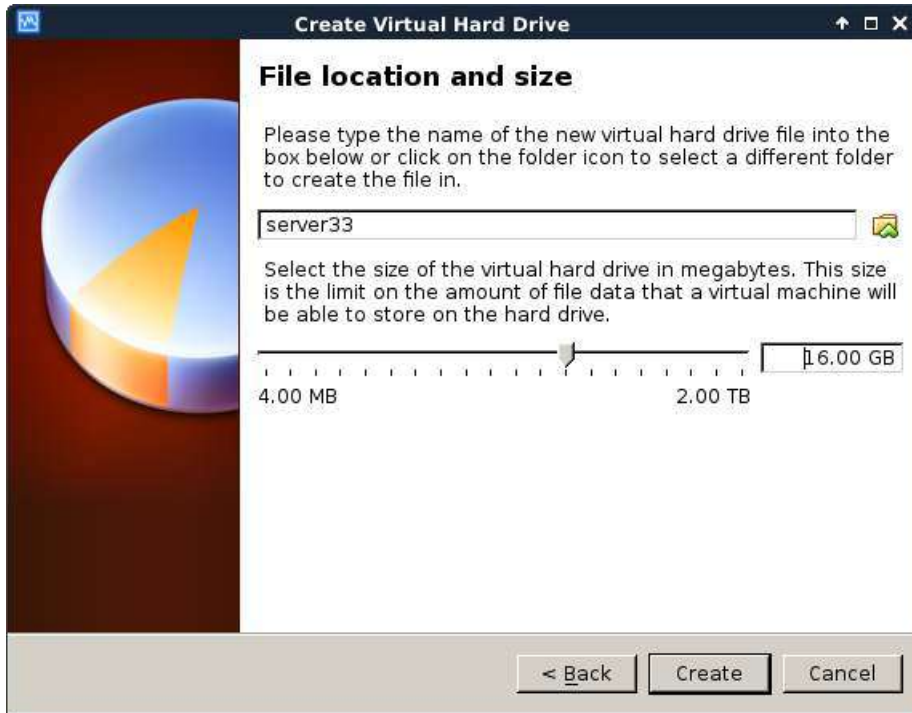 Create Virtual Hard Drive
File location and size
Please type the name of the new virtual hard drive file into the
box below or click on the folder icon to select a different folder
to create the file in.
server33
Select the size of the virtual hard drive in megabytes. This size
is the limit on the amount of file data that a virtual machine will
be able to store on the hard drive.
16.00 GB
4.00 MB 2.00 TB
< Back Create Cancel